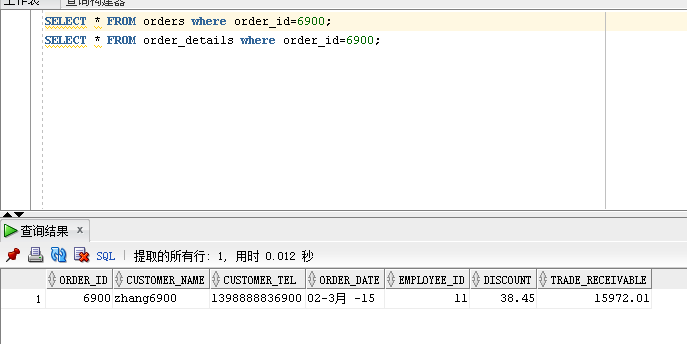 工作表 查询构建器
SELECT * FROM orders where order_id=6900;
SELECT * FROM order_details where order_id=6900;
查询结果 x
SQL | 提取的所有行: 1, 用时 0.012 秒
ORDER_ID CUSTOMER_NAME CUSTOMER_TEL ORDER_DATE EMPLOYEE_ID DISCOUNT TRADE_RECEIVABLE
1 6900 zhang6900 1398888836900 02-3月 -15 11 38.45 15972.01